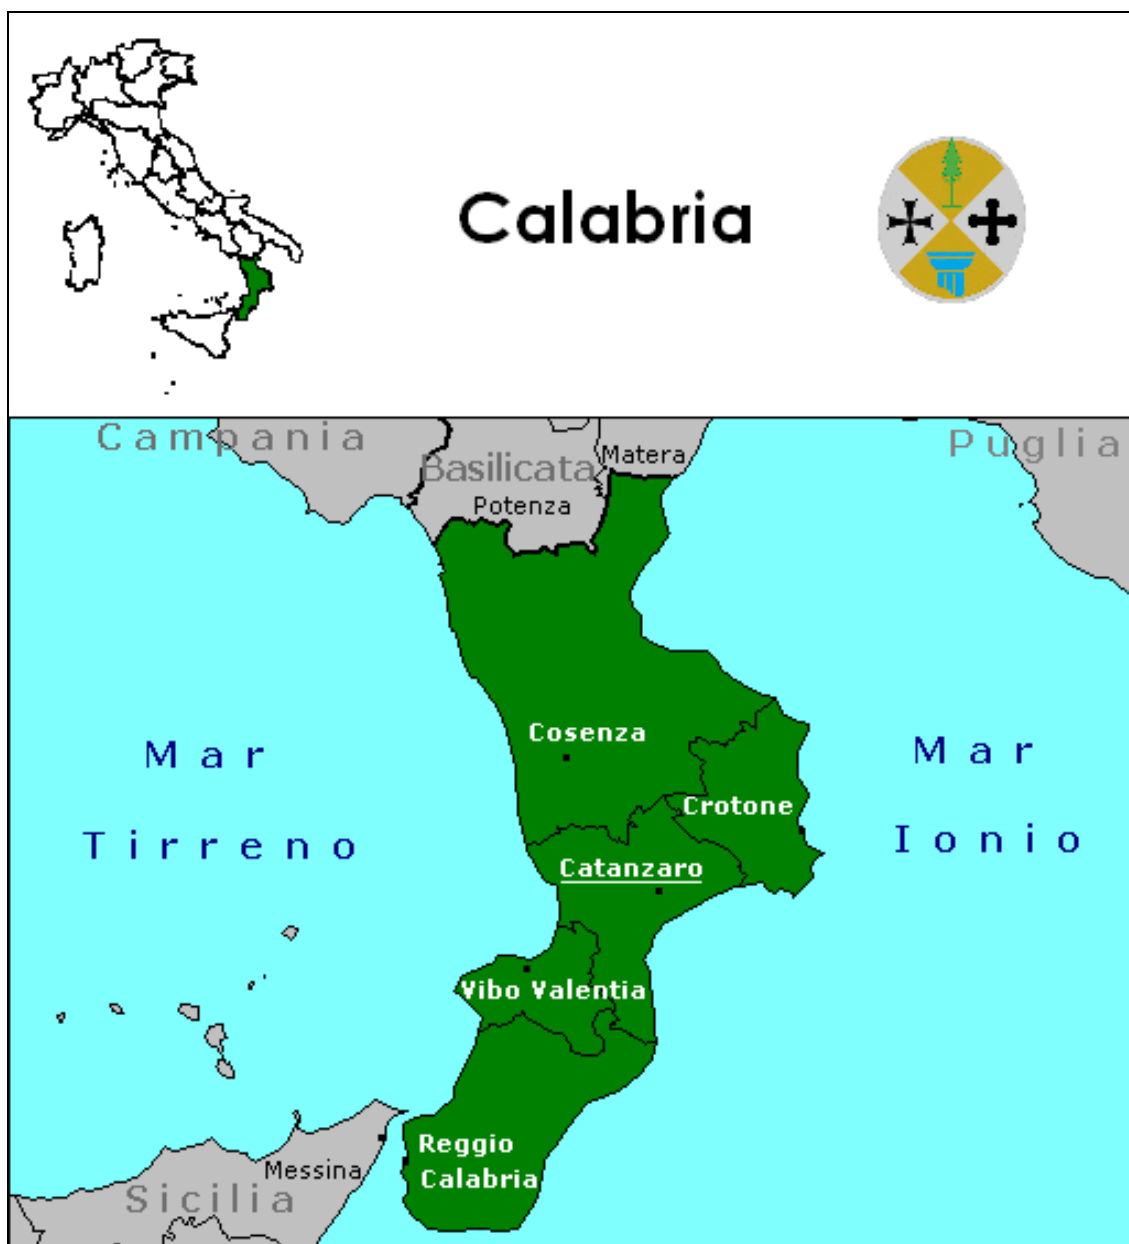 Calabria
Campania
Basilicata
Matera
Puglia
Potenza
Cosenza
Mar
Tirreno
Mar
Ionio
Crotone
Catanzaro
Vibo Valentia
Reggio
Calabria
Messina
Sicilia